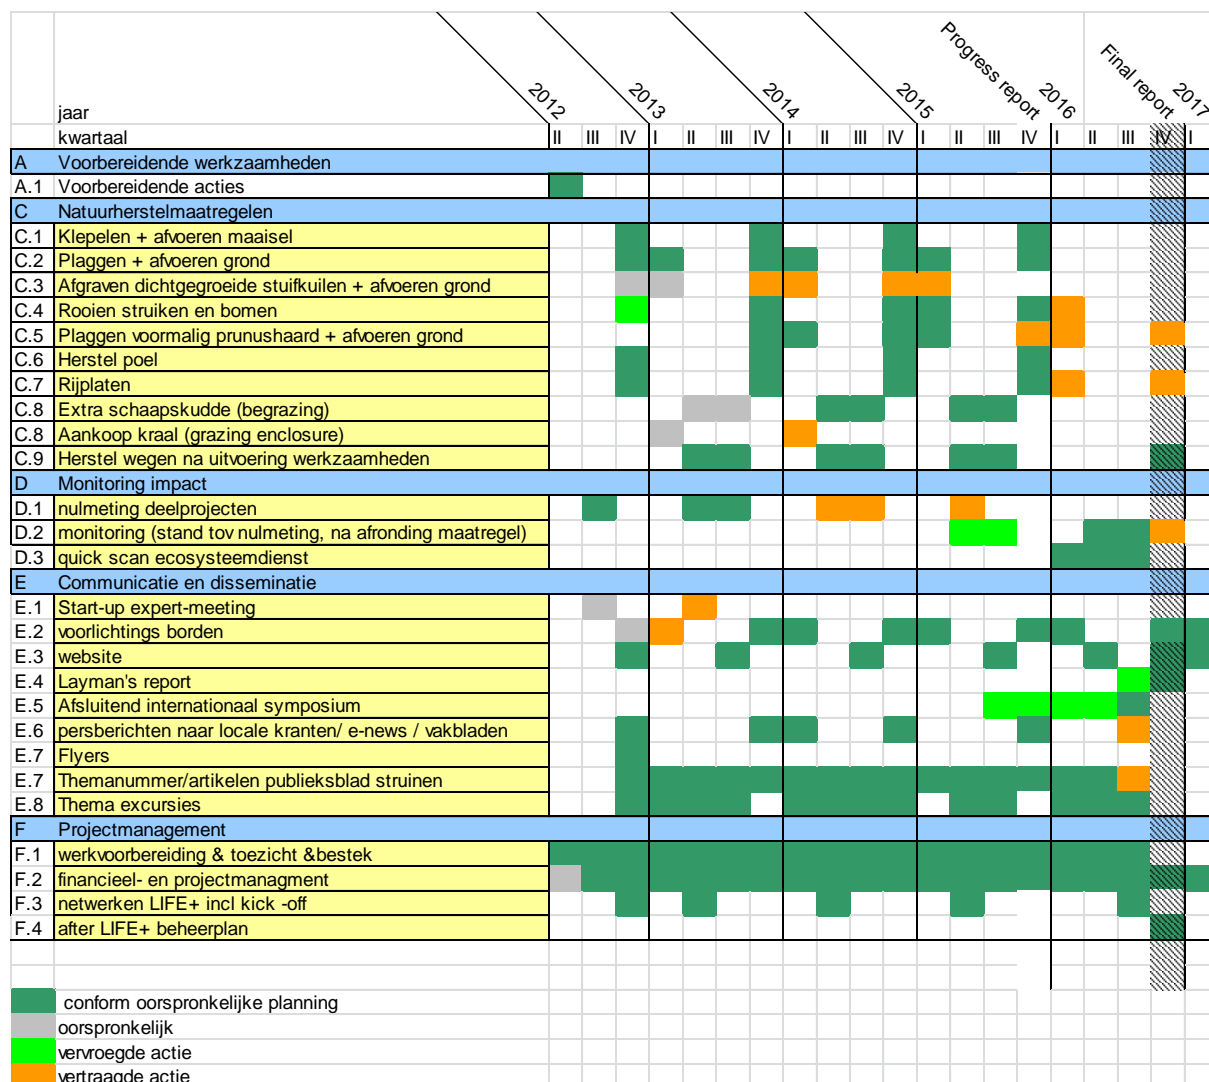 Progress report
Final report
2012 2013 2014 2015 2016 2017
jaar
kwartaal II III IV I II III IV I II III IV I II III IV I II III IV I
A Voorbereidende werkzaamheden
A.1 Voorbereidende acties
C Natuurherstelmaatregelen
C.1 Klepelen + afvoeren maaisel
C.2 Plaggen + afvoeren grond
C.3 Afgraven dichtgegroeide stuifkuilen + afvoeren grond
C.4 Rooien struiken en bomen
C.5 Plaggen voormalig prunushaard + afvoeren grond
C.6 Herstel poel
C.7 Rijplaten
C.8 Extra schaapskudde (begrazing)
C.8 Aankoop kraal (grazing enclosure)
C.9 Herstel wegen na uitvoering werkzaamheden
D Monitoring impact
D.1 nulmeting deelprojecten
D.2 monitoring (stand tov nulmeting, na afronding maatregel)
D.3 quick scan ecosysteemdienst
E Communicatie en disseminatie
E.1 Start-up expert-meeting
E.2 voorlichtings borden
E.3 website
E.4 Layman's report
E.5 Afsluitend internationaal symposium
E.6 persberichten naar locale kranten/ e-news / vakbladen
E.7 Flyers
E.7 Themanummer/artikelen publieksblad struinen
E.8 Thema excursies
F Projectmanagement
F.1 werkvoorbereiding & toezicht &bestek
F.2 financieel- en projectmanagment
F.3 netwerken LIFE+ incl kick -off
F.4 after LIFE+ beheerplan
conform oorspronkelijke planning
oorspronkelijk
vervroegde actie
vertraagde actie